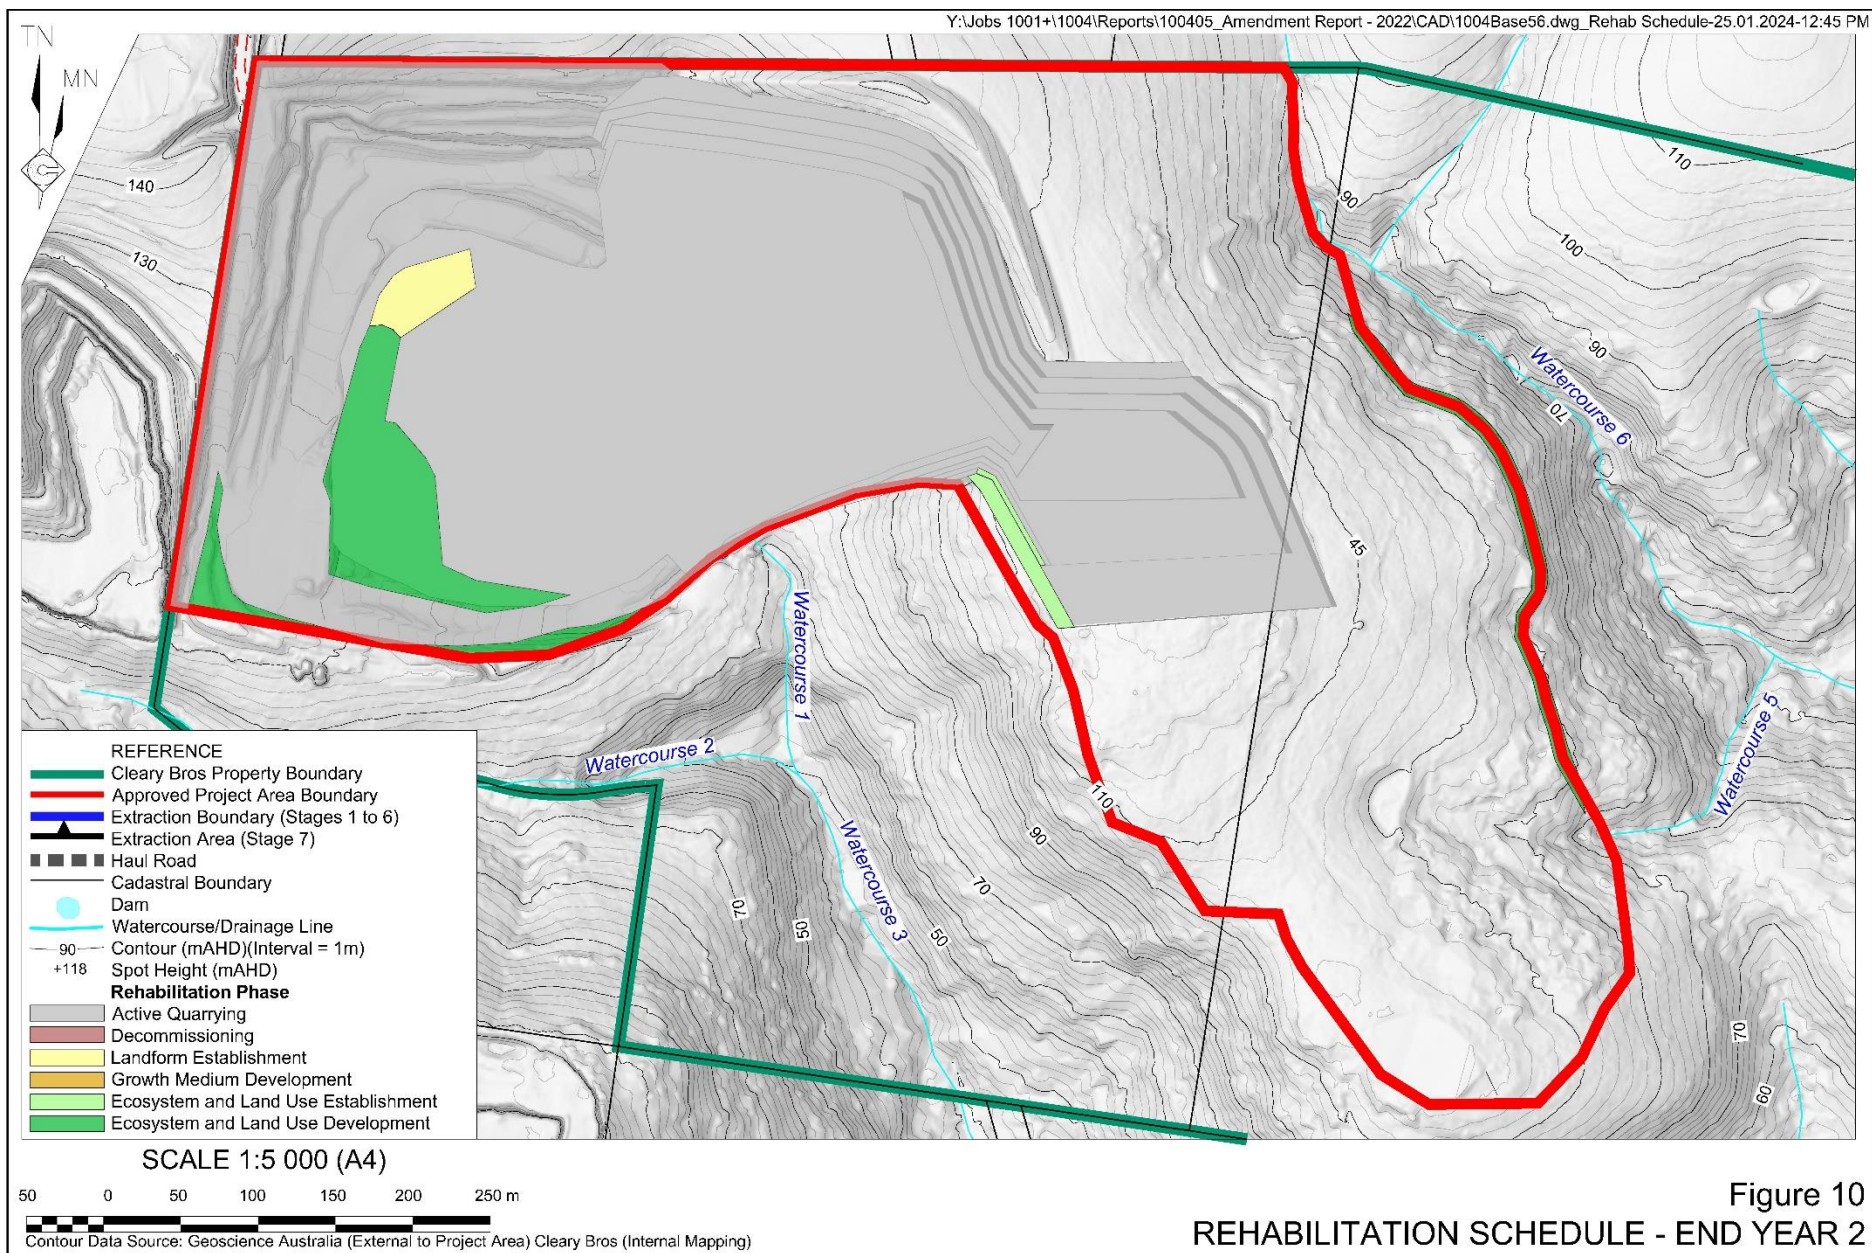 Y:\Jobs 1001+\1004\Reports\100405_Amendment Report - 2022\CAD\1004Base56.dwg_Rehab Schedule-25.01.2024-12:45 PM
TN
MN
140
130
110
90
100
90
Watercourse 6
70
45
Watercourse 1
Watercourse 2
Watercourse 5
110
90
Watercourse 3
70
70
50
50
70
60
REFERENCE
Cleary Bros Property Boundary
Approved Project Area Boundary
Extraction Boundary (Stages 1 to 6)
Extraction Area (Stage 7)
Haul Road
Cadastral Boundary
Dam
Watercourse/Drainage Line
90 Contour (mAHD)(Interval = 1m)
+118 Spot Height (mAHD)
Rehabilitation Phase
Active Quarrying
Decommissioning
Landform Establishment
Growth Medium Development
Ecosystem and Land Use Establishment
Ecosystem and Land Use Development
SCALE 1:5 000 (A4)
50 0 50 100 150 200 250 m
Contour Data Source: Geoscience Australia (External to Project Area) Cleary Bros (Internal Mapping)
Figure 10
REHABILITATION SCHEDULE - END YEAR 2